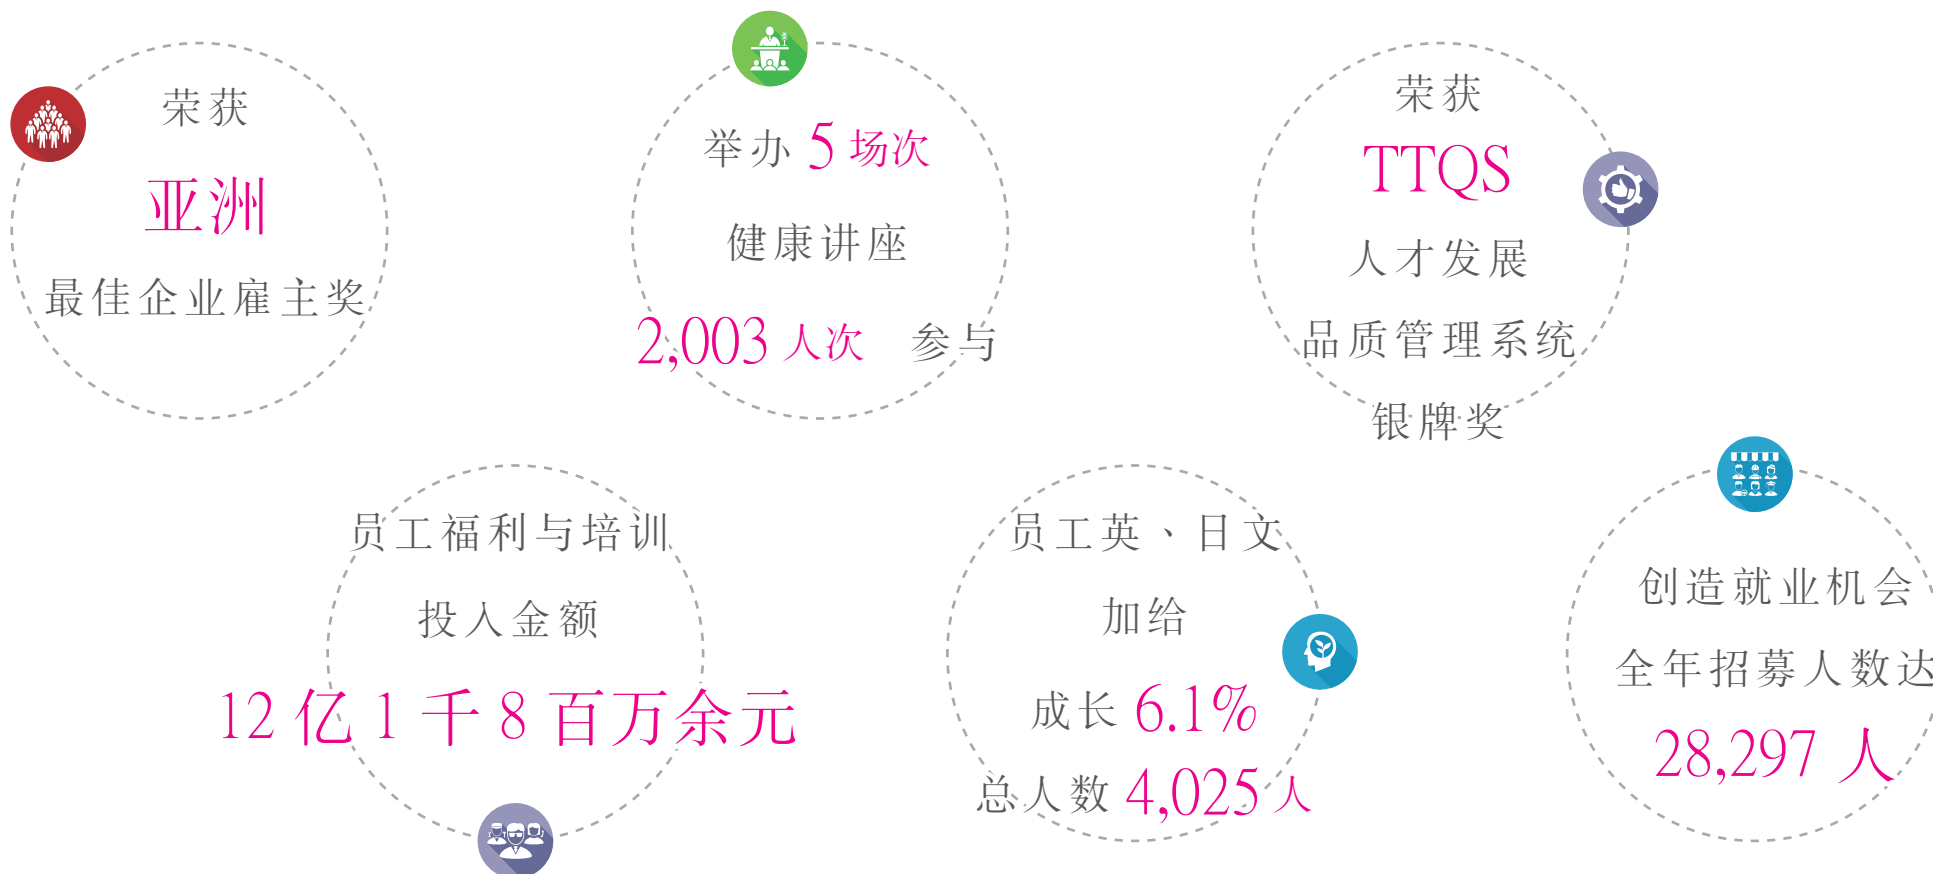 荣获
亚洲
最佳企业雇主奖
举办 5 场次
健康讲座
2,003 人次 参与
荣获
TTQS
人才发展
品质管理系统
银牌奖
员工福利与培训
投入金额
12 亿 1 千 8 百万余元
员工英、日文
加给
成长 6.1%
总人数 4,025 人
创造就业机会
全年招募人数达
28,297 人